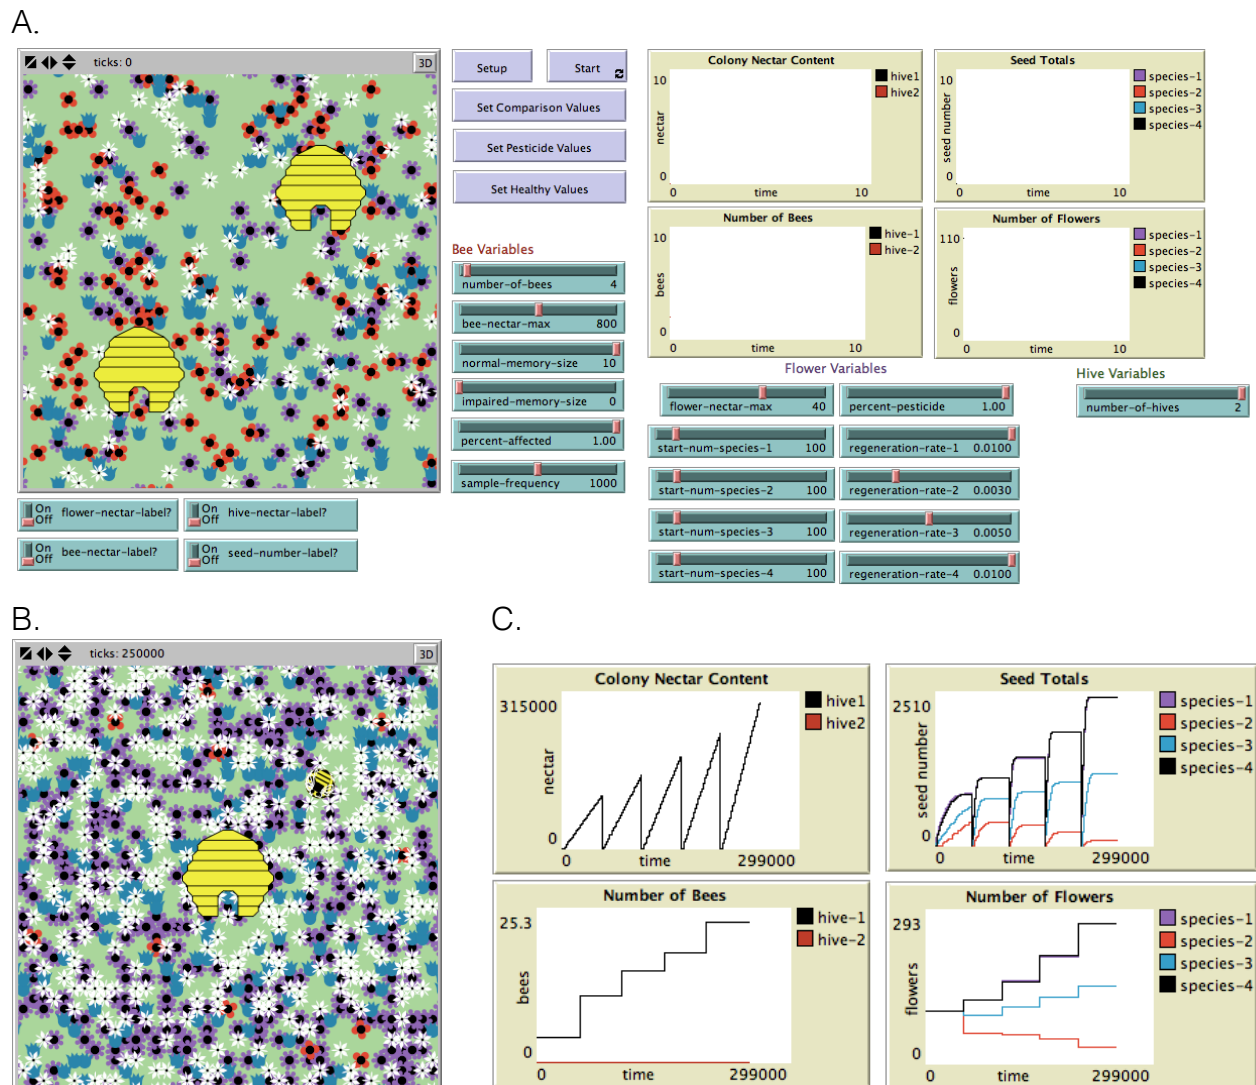 A.
ticks: 0
3D
Setup
Start
Set Comparison Values
Set Pesticide Values
Set Healthy Values
Bee Variables
number-of-bees 4
bee-nectar-max 800
normal-memory-size 10
impaired-memory-size 0
percent-affected 1.00
sample-frequency 1000
On
Off
flower-nectar-label?
On
Off
hive-nectar-label?
On
Off
bee-nectar-label?
On
Off
seed-number-label?
Colony Nectar Content
10
nectar
0
0
time
10
hive1
hive2
Seed Totals
10
seed number
0
0
time
10
species-1
species-2
species-3
species-4
Number of Bees
10
bees
0
0
time
10
hive-1
hive-2
Number of Flowers
110
flowers
0
0
time
10
species-1
species-2
species-3
species-4
Flower Variables
flower-nectar-max 40
percent-pesticide 1.00
start-num-species-1 100
regeneration-rate-1 0.0100
start-num-species-2 100
regeneration-rate-2 0.0030
start-num-species-3 100
regeneration-rate-3 0.0050
start-num-species-4 100
regeneration-rate-4 0.0100
Hive Variables
number-of-hives 2
B.
ticks: 250000
3D
C.
Colony Nectar Content
315000
nectar
0
0
time
299000
hive1
hive2
Seed Totals
2510
seed number
0
0
time
299000
species-1
species-2
species-3
species-4
Number of Bees
25.3
bees
0
0
time
299000
hive-1
hive-2
Number of Flowers
293
flowers
0
0
time
299000
species-1
species-2
species-3
species-4